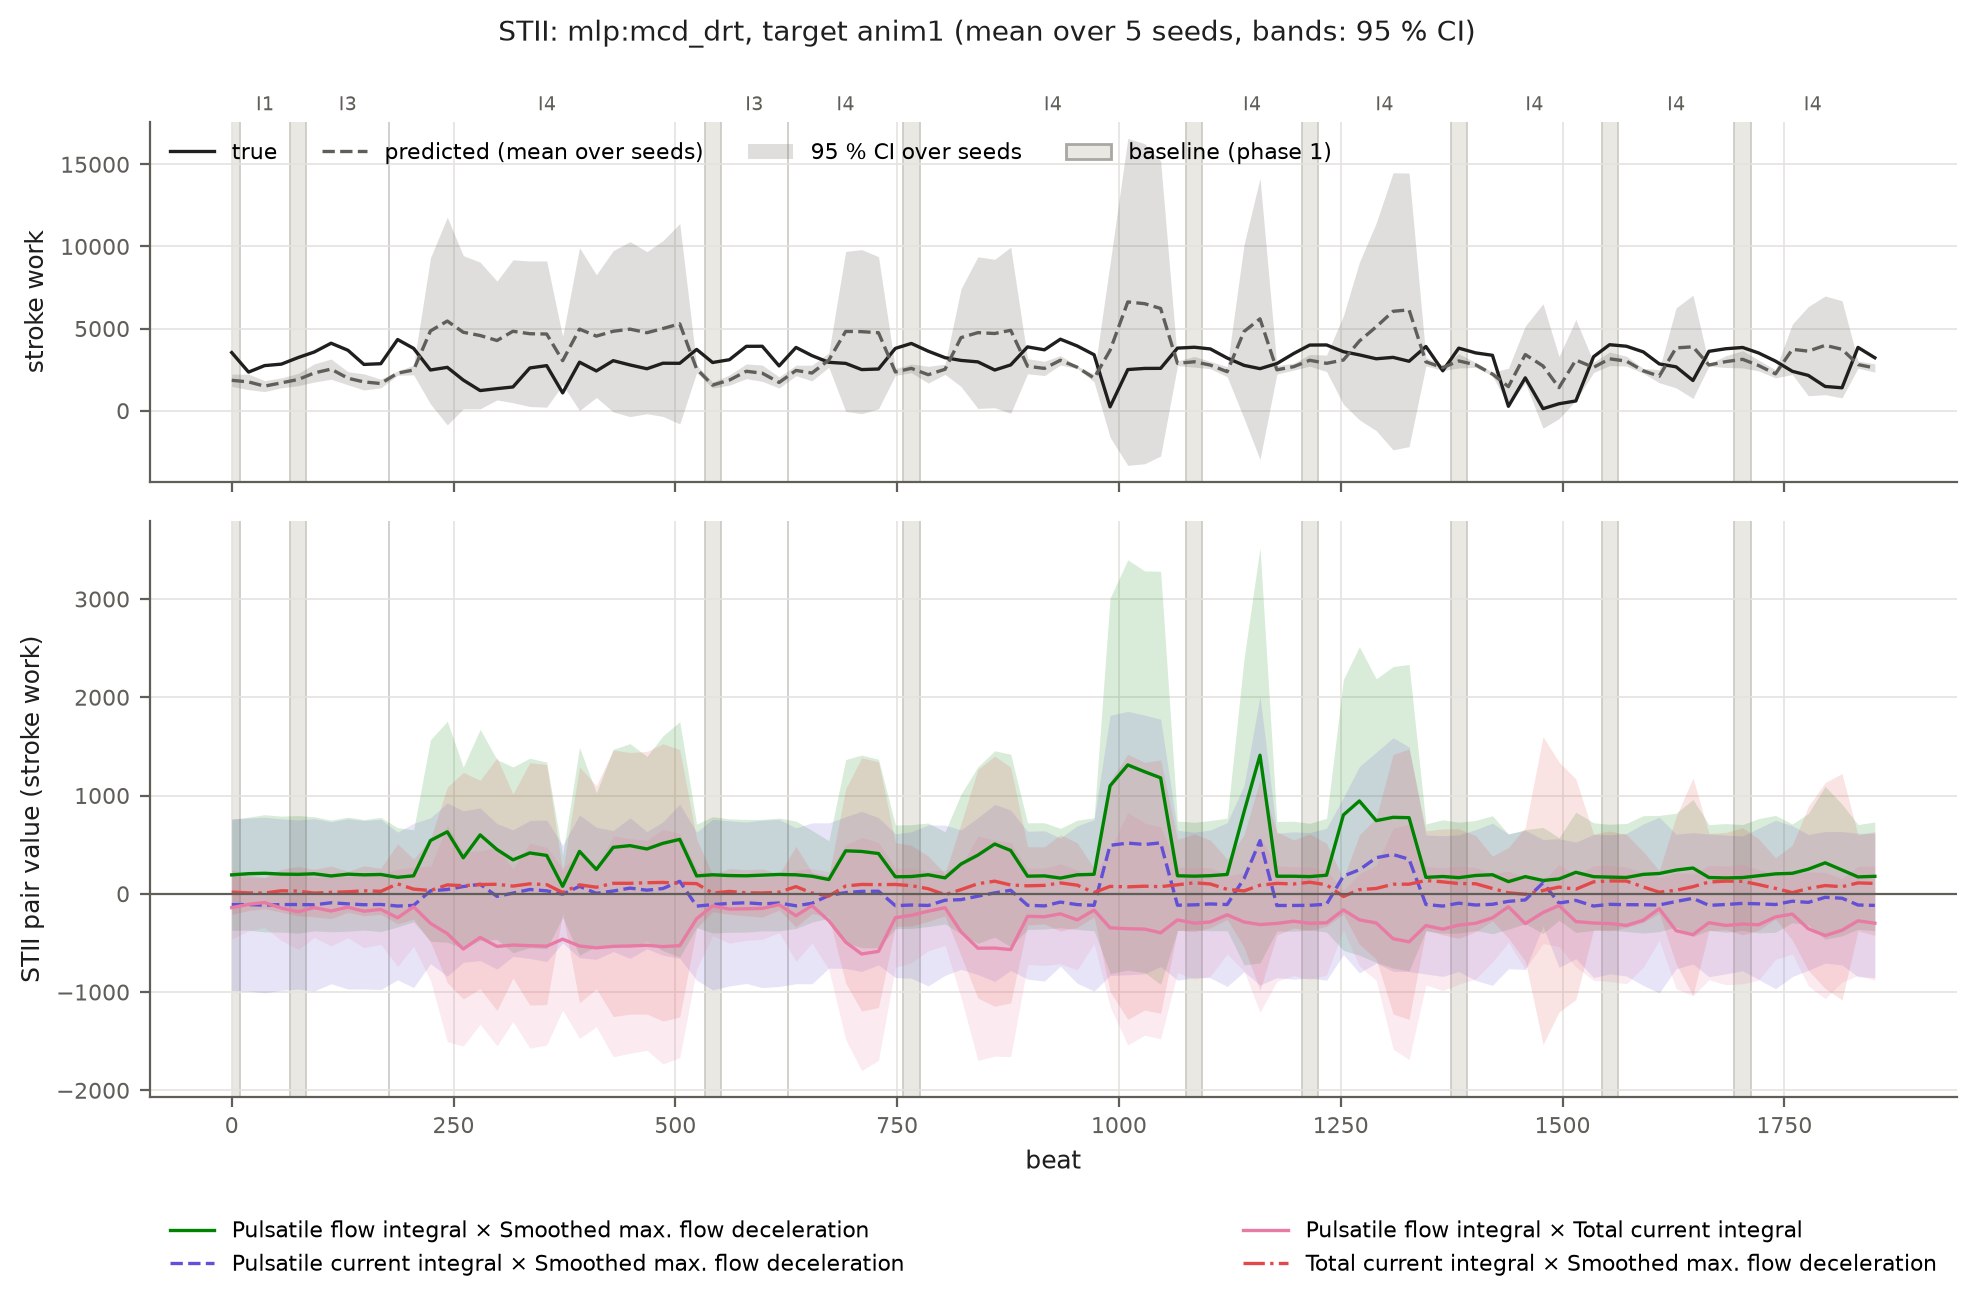 STII: mlp:mcd_drt, target anim1 (mean over 5 seeds, bands: 95 % CI)
I1 I3 I4 I3 I4 I4 I4 I4 I4 I4 I4
true predicted (mean over seeds) 95 % CI over seeds baseline (phase 1)
15000
10000
5000
0
stroke work
3000
2000
1000
0
−1000
−2000
STII pair value (stroke work)
0 250 500 750 1000 1250 1500 1750
beat
Pulsatile flow integral × Smoothed max. flow deceleration
Pulsatile current integral × Smoothed max. flow deceleration
Pulsatile flow integral × Total current integral
Total current integral × Smoothed max. flow deceleration